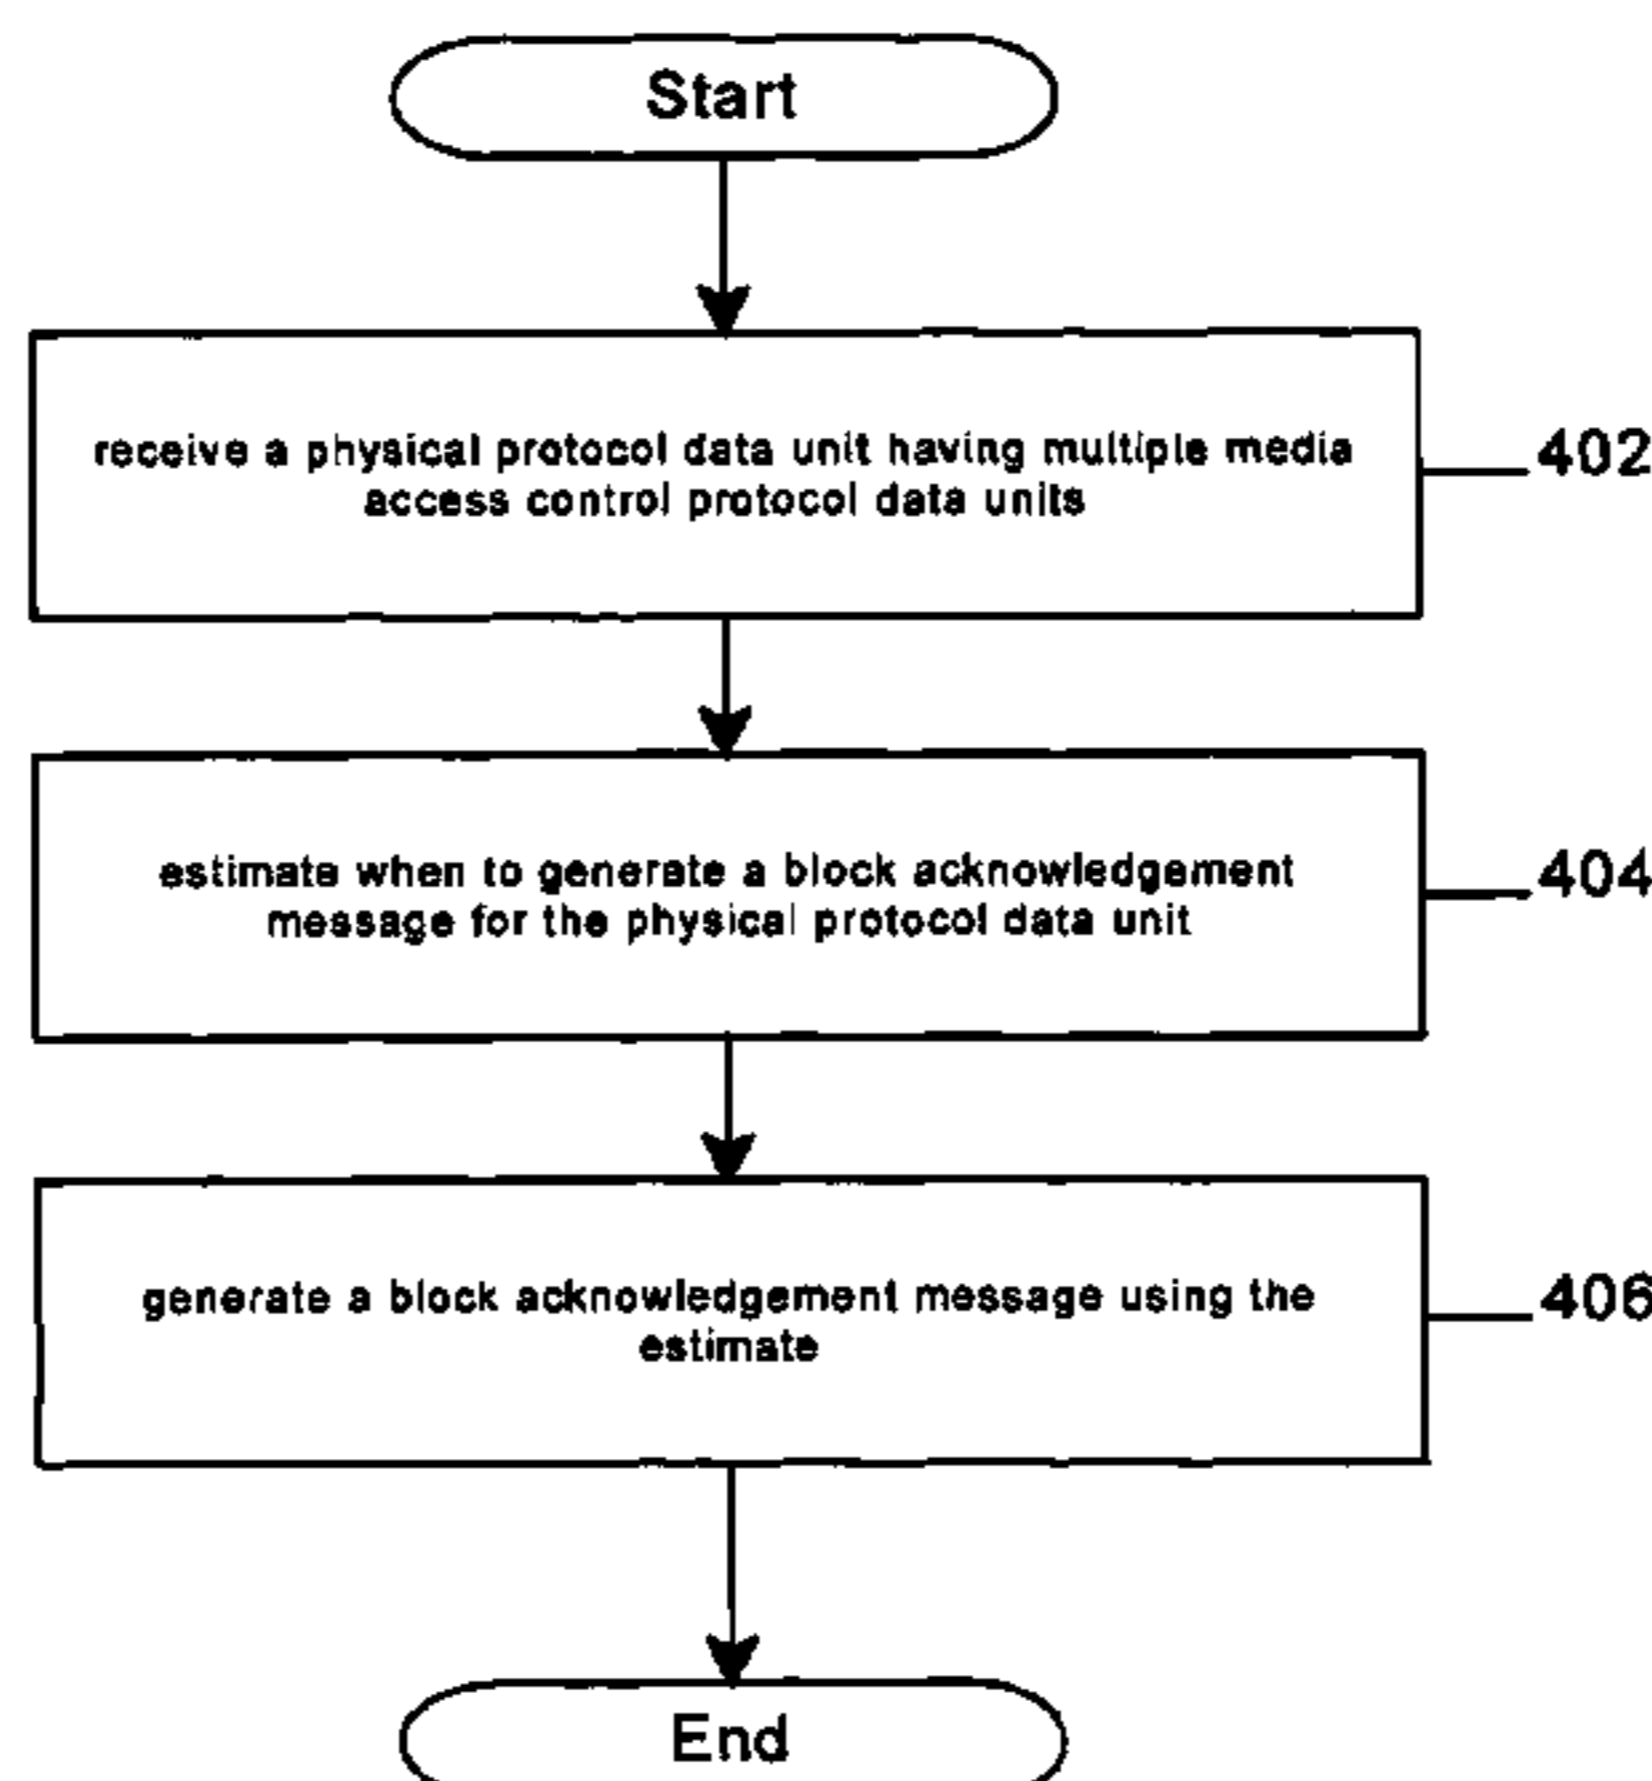 Start
receive a physical protocol data unit having multiple media
access control protocol data units
402
estimate when to generate a block acknowledgement
message for the physical protocol data unit
404
generate a block acknowledgement message using the
estimate
406
End